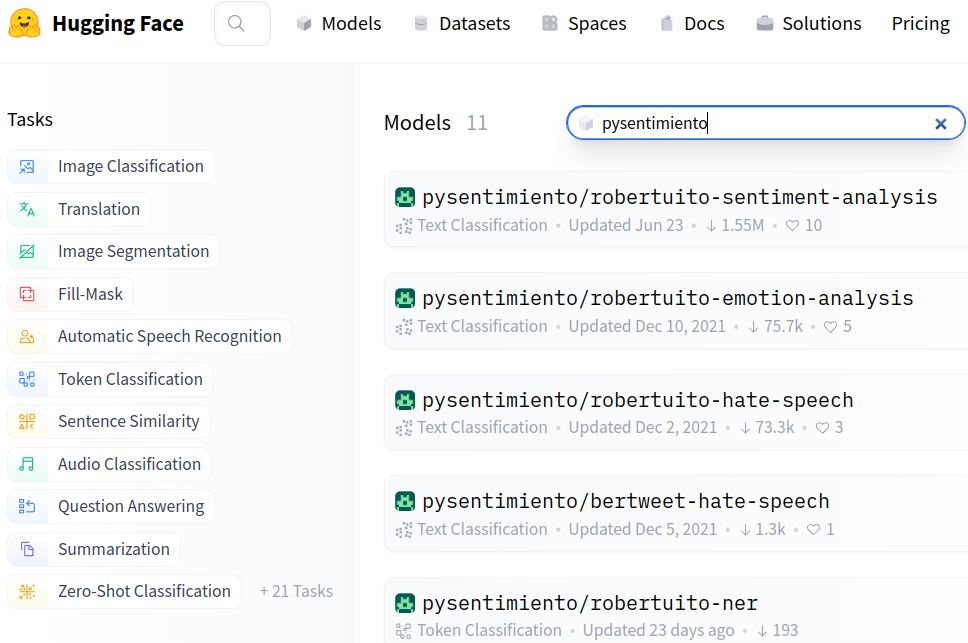 Hugging Face
Models
Datasets
Spaces
Docs
Solutions
Pricing
Tasks
Image Classification
Translation
Image Segmentation
Fill-Mask
Automatic Speech Recognition
Token Classification
Sentence Similarity
Audio Classification
Question Answering
Summarization
Zero-Shot Classification
+ 21 Tasks
Models 11
pysentimiento
pysentimiento/robertuito-sentiment-analysis
Text Classification • Updated Jun 23 • ↓ 1.55M • ♡ 10
pysentimiento/robertuito-emotion-analysis
Text Classification • Updated Dec 10, 2021 • ↓ 75.7k • ♡ 5
pysentimiento/robertuito-hate-speech
Text Classification • Updated Dec 2, 2021 • ↓ 73.3k • ♡ 3
pysentimiento/bertweet-hate-speech
Text Classification • Updated Dec 5, 2021 • ↓ 1.3k • ♡ 1
pysentimiento/robertuito-ner
Token Classification • Updated 23 days ago • ↓ 193